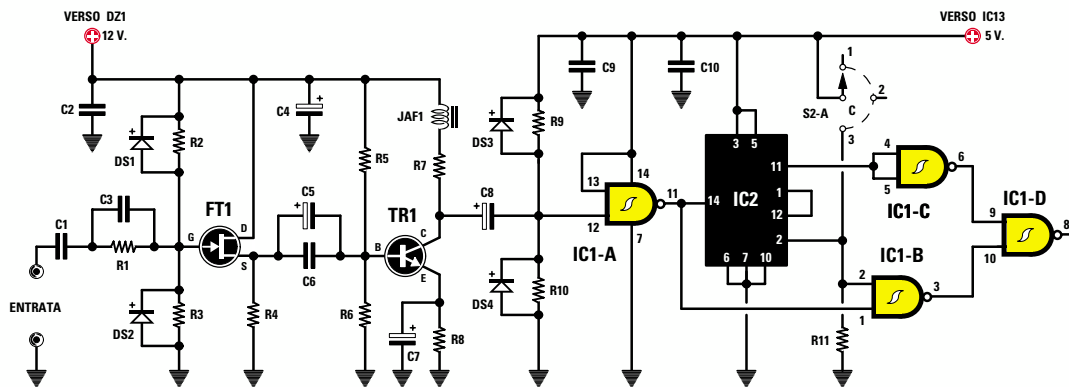 VERSO DZ1
12 V.
VERSO IC13
5 V.
C2
DS1
R2
C4
R5
JAF1
R7
DS3
R9
C9
C10
S2-A
1
2
C
3
C1
C3
R1
G
FT1
D
S
C5
C6
B
TR1
C
E
C8
13
14
12
11
7
IC1-A
3
5
14
IC2
11
1
12
2
6
7
10
4
5
6
IC1-C
IC1-D
9
10
8
IC1-B
2
1
3
ENTRATA
DS2
R3
R4
R6
C7
R8
DS4
R10
R11